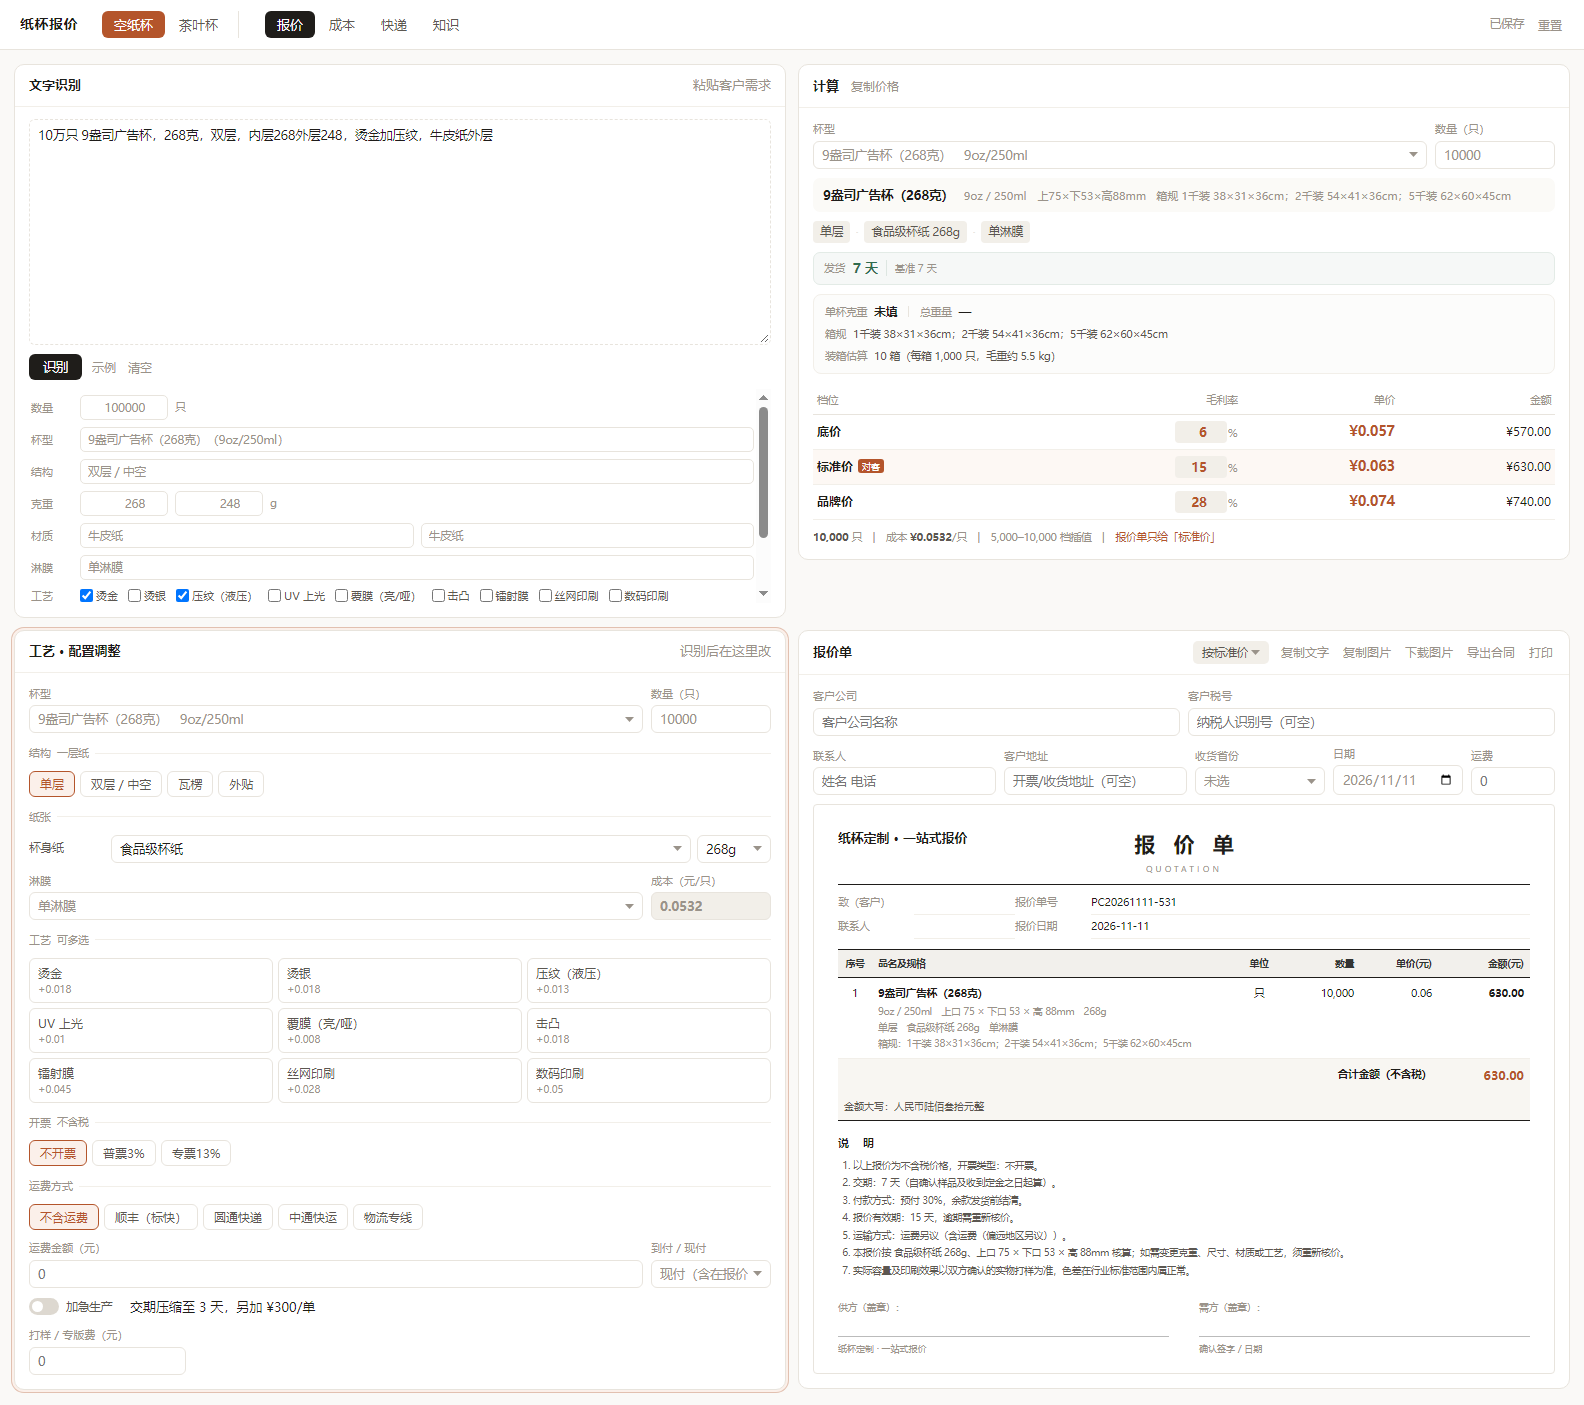 纸杯报价 空纸杯 茶叶杯 报价 成本 快递 知识 已保存 重置
文字识别 粘贴客户需求
10万只 9盎司广告杯，268克，双层，内层268外层248，烫金加压纹，牛皮纸外层
识别 示例 清空
数量 100000 只
杯型 9盎司广告杯（268克） （9oz/250ml）
结构 双层 / 中空
克重 268 248 g
材质 牛皮纸 牛皮纸
淋膜 单淋膜
工艺 烫金 烫银 压纹（液压） UV 上光 覆膜（亮/哑） 击凸 镭射膜 丝网印刷 数码印刷
计算 复制价格
杯型 数量（只）
9盎司广告杯（268克） 9oz/250ml 10000
9盎司广告杯（268克） 9oz / 250ml 上75×下53×高88mm 箱规 1千装 38×31×36cm；2千装 54×41×36cm；5千装 62×60×45cm
单层 · 食品级杯纸 268g · 单淋膜
发货 7 天 基准 7 天
单杯克重 未填 总重量 —
箱规 1千装 38×31×36cm；2千装 54×41×36cm；5千装 62×60×45cm
装箱估算 10 箱（每箱 1,000 只，毛重约 5.5 kg）
档位 毛利率 单价 金额
底价 6 % ¥0.057 ¥570.00
标准价 对客 15 % ¥0.063 ¥630.00
品牌价 28 % ¥0.074 ¥740.00
10,000 只 | 成本 ¥0.0532/只 | 5,000–10,000 档插值 | 报价单只给「标准价」
工艺 • 配置调整 识别后在这里改
杯型 数量（只）
9盎司广告杯（268克） 9oz/250ml 10000
结构 一层纸
单层 双层 / 中空 瓦楞 外贴
纸张
杯身纸 食品级杯纸 268g
淋膜 成本（元/只）
单淋膜 0.0532
工艺 可多选
烫金 烫银 压纹（液压）
+0.018 +0.018 +0.013
UV 上光 覆膜（亮/哑） 击凸
+0.01 +0.008 +0.018
镭射膜 丝网印刷 数码印刷
+0.045 +0.028 +0.05
开票 不含税
不开票 普票3% 专票13%
运费方式
不含运费 顺丰（标快） 圆通快递 中通快运 物流专线
运费金额（元） 到付 / 现付
0 现付（含在报价
加急生产 交期压缩至 3 天，另加 ¥300/单
打样 / 专版费（元）
0
报价单 按标准价 复制文字 复制图片 下载图片 导出合同 打印
客户公司 客户税号
客户公司名称 纳税人识别号（可空）
联系人 客户地址 收货省份 日期 运费
姓名 电话 开票/收货地址（可空） 未选 2026/11/11 0
纸杯定制 • 一站式报价 报 价 单
QUOTATION
致（客户） 报价单号 PC20261111-531
联系人 报价日期 2026-11-11
序号 品名及规格 单位 数量 单价(元) 金额(元)
1 9盎司广告杯（268克） 只 10,000 0.06 630.00
9oz / 250ml 上口 75 × 下口 53 × 高 88mm 268g
单层 食品级杯纸 268g 单淋膜
箱规：1千装 38×31×36cm；2千装 54×41×36cm；5千装 62×60×45cm
合计金额（不含税） 630.00
金额大写：人民币陆佰叁拾元整
说 明
1. 以上报价为不含税价格，开票类型：不开票。
2. 交期：7 天（自确认样品及收到定金之日起算）。
3. 付款方式：预付 30%，余款发货前结清。
4. 报价有效期：15 天，逾期需重新核价。
5. 运输方式：运费另议（含运费（偏远地区另议））。
6. 本报价按 食品级杯纸 268g、上口 75 × 下口 53 × 高 88mm 核算；如需变更克重、尺寸、材质或工艺，须重新核价。
7. 实际容量及印刷效果以双方确认的实物打样为准，色差在行业标准范围内属正常。
供方（盖章）： 需方（盖章）：
纸杯定制 · 一站式报价 确认签字 / 日期